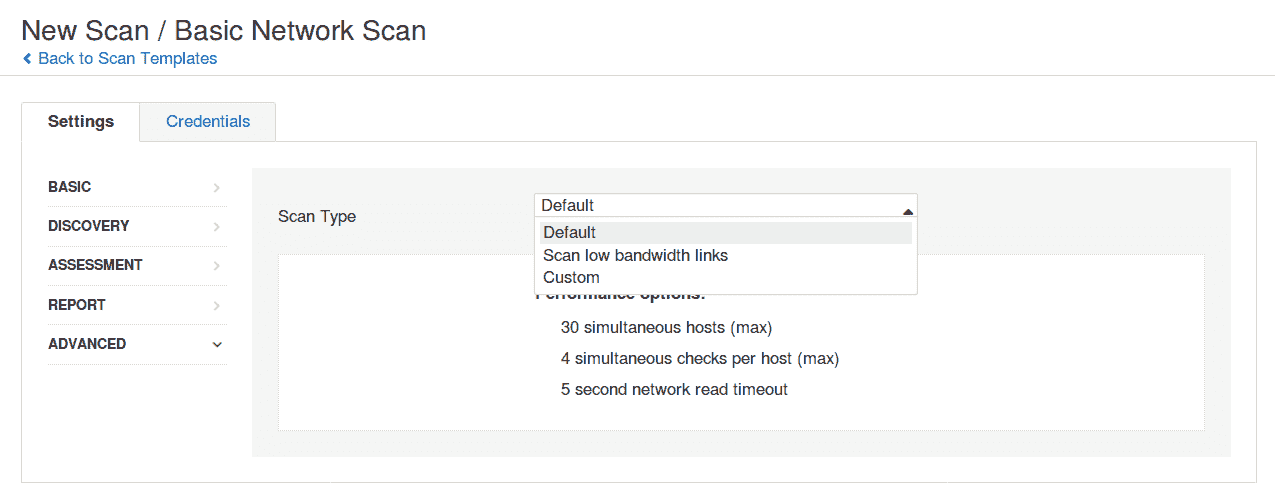 New Scan / Basic Network Scan
Back to Scan Templates
Settings
Credentials
BASIC
DISCOVERY
ASSESSMENT
REPORT
ADVANCED
Scan Type
Default
Default
Scan low bandwidth links
Custom
Performance options:
30 simultaneous hosts (max)
4 simultaneous checks per host (max)
5 second network read timeout